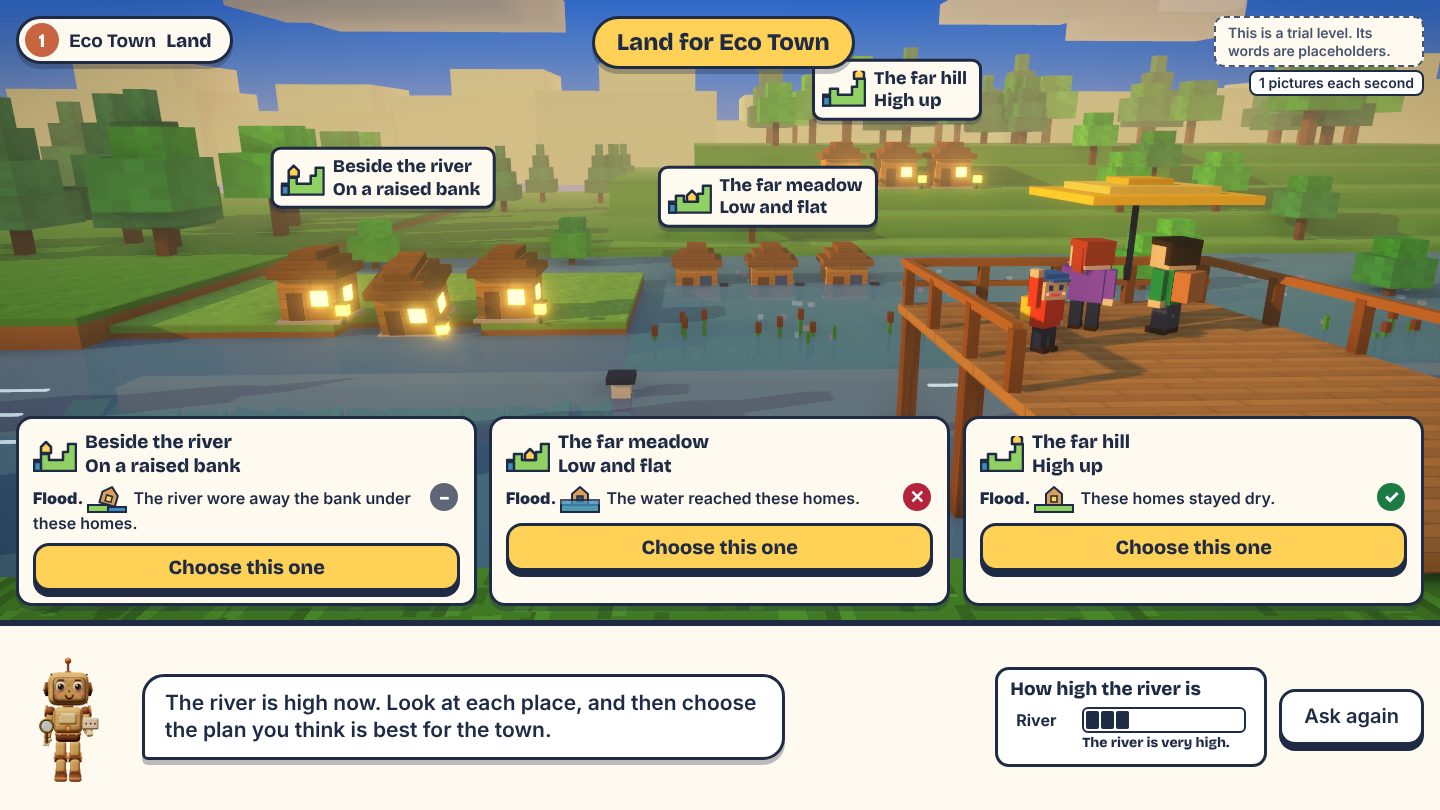 1 Eco Town Land
Land for Eco Town
This is a trial level. Its
words are placeholders.
1 pictures each second
The far hill
High up
Beside the river
On a raised bank
The far meadow
Low and flat
Beside the river
On a raised bank
Flood. The river wore away the bank under
these homes.
Choose this one
The far meadow
Low and flat
Flood. The water reached these homes.
Choose this one
The far hill
High up
Flood. These homes stayed dry.
Choose this one
The river is high now. Look at each place, and then choose
the plan you think is best for the town.
How high the river is
River
The river is very high.
Ask again